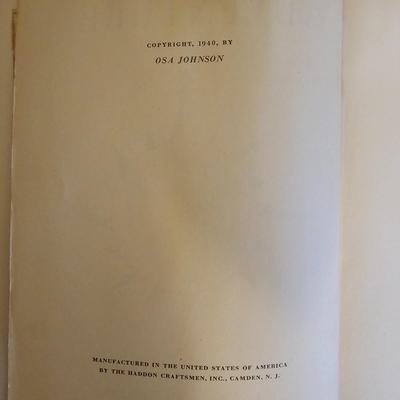 COPYRIGHT, 1940, BY
OSA JOHNSON
MANUFACTURED IN THE UNITED STATES OF AMERICA
BY THE HADDON CRAFTSMEN, INC., CAMDEN, N. J.